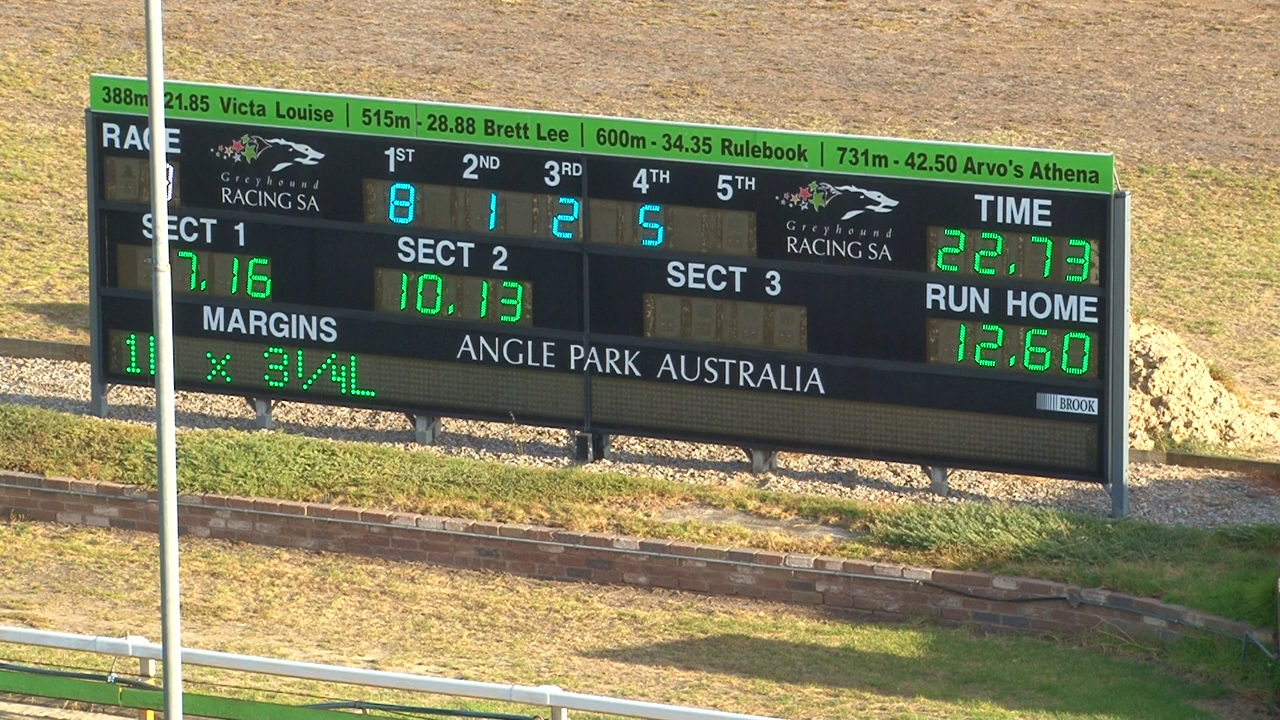 388m 21.85 Victa Louise | 515m - 28.88 Brett Lee | 600m - 34.35 Rulebook | 731m - 42.50 Arvo's Athena
RACE
Greyhound
RACING SA
1ST 2ND 3RD 4TH 5TH
8 1 2 5
Greyhound
RACING SA
TIME
22.73
SECT 1
7.16
SECT 2
10.13
SECT 3
RUN HOME
12.60
MARGINS
x 3¼L
ANGLE PARK AUSTRALIA
BROOK